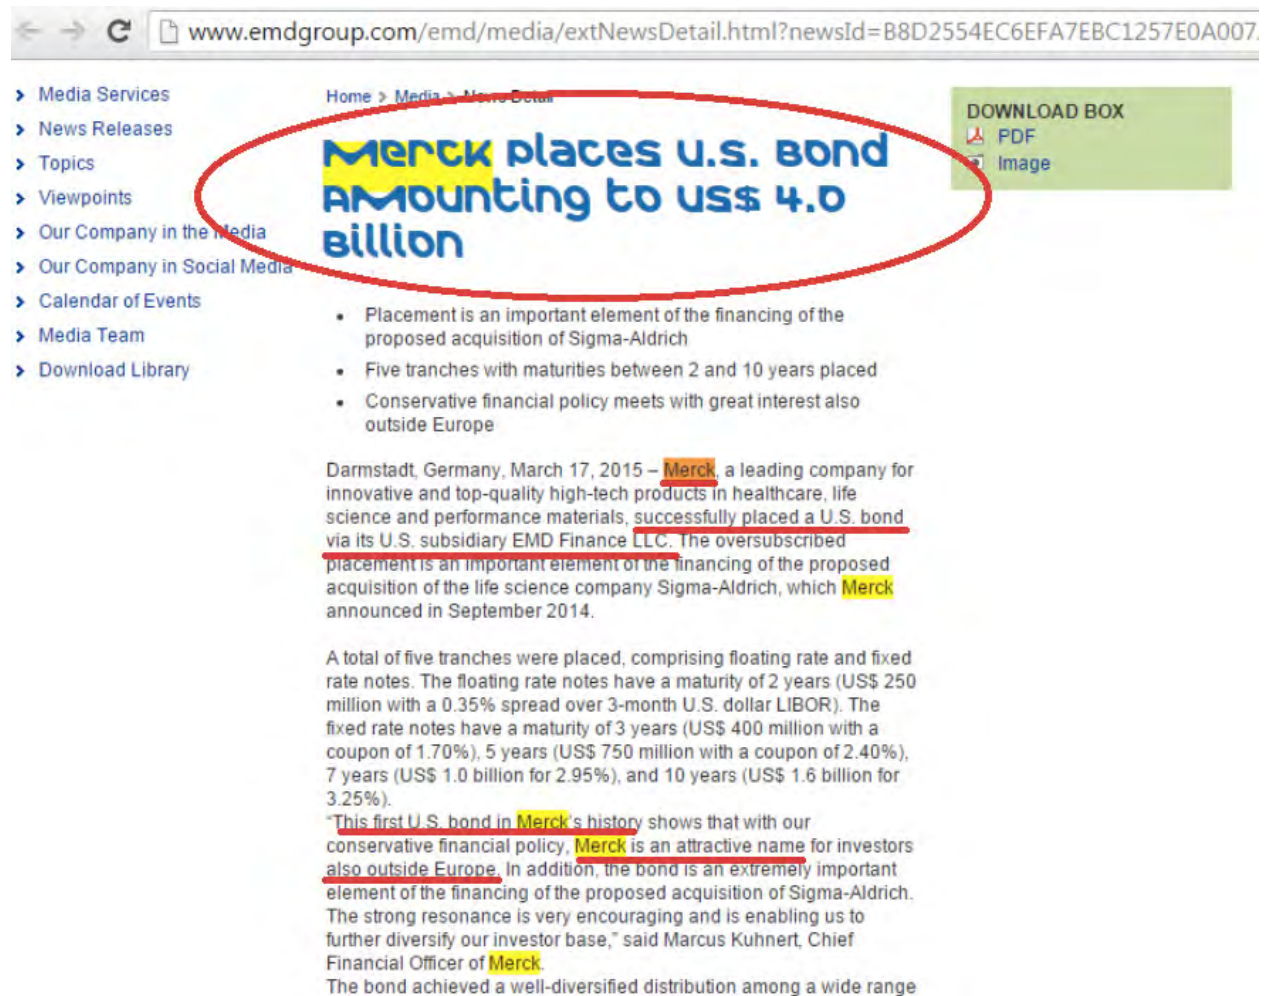 www.emdgroup.com/emd/media/extNewsDetail.html?newsId=B8D2554EC6EFA7EBC1257E0A007
Media Services
News Releases
Topics
Viewpoints
Our Company in the Media
Our Company in Social Media
Calendar of Events
Media Team
Download Library
Home > Media > News Detail
Merck places U.S. Bond
Amounting to US$ 4.0
Billion
• Placement is an important element of the financing of the
proposed acquisition of Sigma-Aldrich
• Five tranches with maturities between 2 and 10 years placed
• Conservative financial policy meets with great interest also
outside Europe
Darmstadt, Germany, March 17, 2015 – Merck, a leading company for
innovative and top-quality high-tech products in healthcare, life
science and performance materials, successfully placed a U.S. bond
via its U.S. subsidiary EMD Finance LLC. The oversubscribed
placement is an important element of the financing of the proposed
acquisition of the life science company Sigma-Aldrich, which Merck
announced in September 2014.
A total of five tranches were placed, comprising floating rate and fixed
rate notes. The floating rate notes have a maturity of 2 years (US$ 250
million with a 0.35% spread over 3-month U.S. dollar LIBOR). The
fixed rate notes have a maturity of 3 years (US$ 400 million with a
coupon of 1.70%), 5 years (US$ 750 million with a coupon of 2.40%),
7 years (US$ 1.0 billion for 2.95%), and 10 years (US$ 1.6 billion for
3.25%).
“This first U.S. bond in Merck’s history shows that with our
conservative financial policy, Merck is an attractive name for investors
also outside Europe. In addition, the bond is an extremely important
element of the financing of the proposed acquisition of Sigma-Aldrich.
The strong resonance is very encouraging and is enabling us to
further diversify our investor base,” said Marcus Kuhnert, Chief
Financial Officer of Merck.
The bond achieved a well-diversified distribution among a wide range
DOWNLOAD BOX
PDF
Image